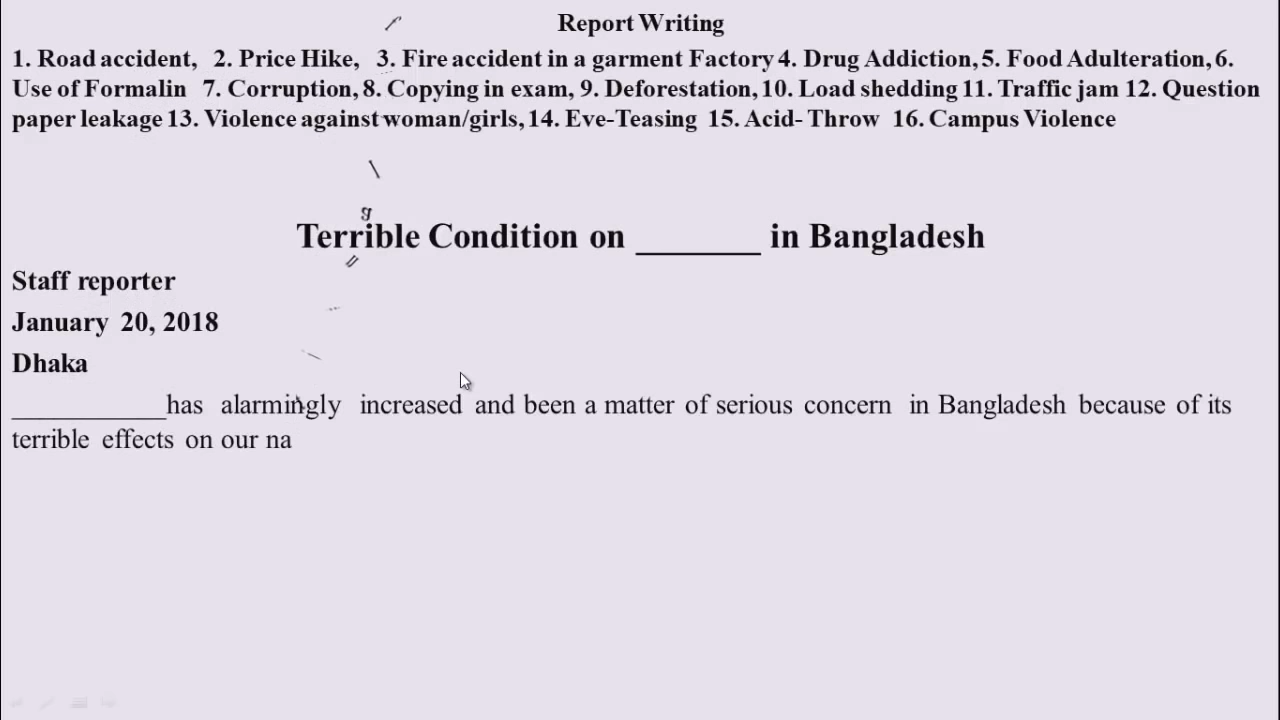 Report Writing
1. Road accident, 2. Price Hike, 3. Fire accident in a garment Factory 4. Drug Addiction, 5. Food Adulteration, 6.
Use of Formalin 7. Corruption, 8. Copying in exam, 9. Deforestation, 10. Load shedding 11. Traffic jam 12. Question
paper leakage 13. Violence against woman/girls, 14. Eve-Teasing 15. Acid- Throw 16. Campus Violence
Terrible Condition on _______ in Bangladesh
Staff reporter
January 20, 2018
Dhaka
___________has alarmingly increased and been a matter of serious concern in Bangladesh because of its
terrible effects on our na